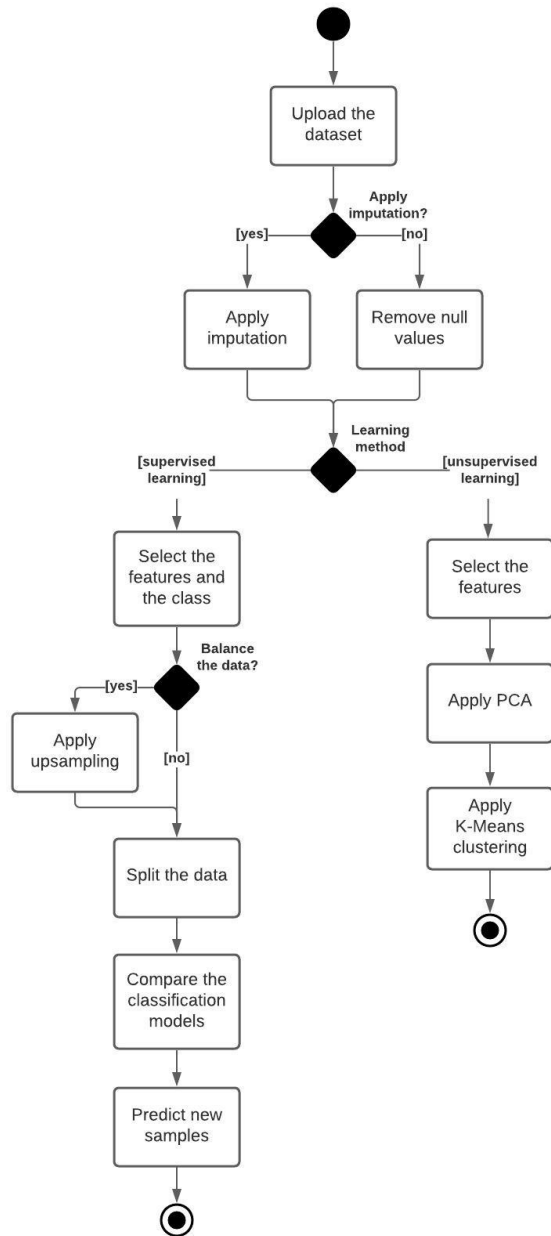 Upload the
dataset
Apply
imputation?
[yes]
[no]
Apply
imputation
Remove null
values
Learning
method
[supervised
learning]
[unsupervised
learning]
Select the
features and
the class
Select the
features
Balance
the data?
[yes]
Apply
upsampling
[no]
Apply PCA
Apply
K-Means
clustering
Split the data
Compare the
classification
models
Predict new
samples